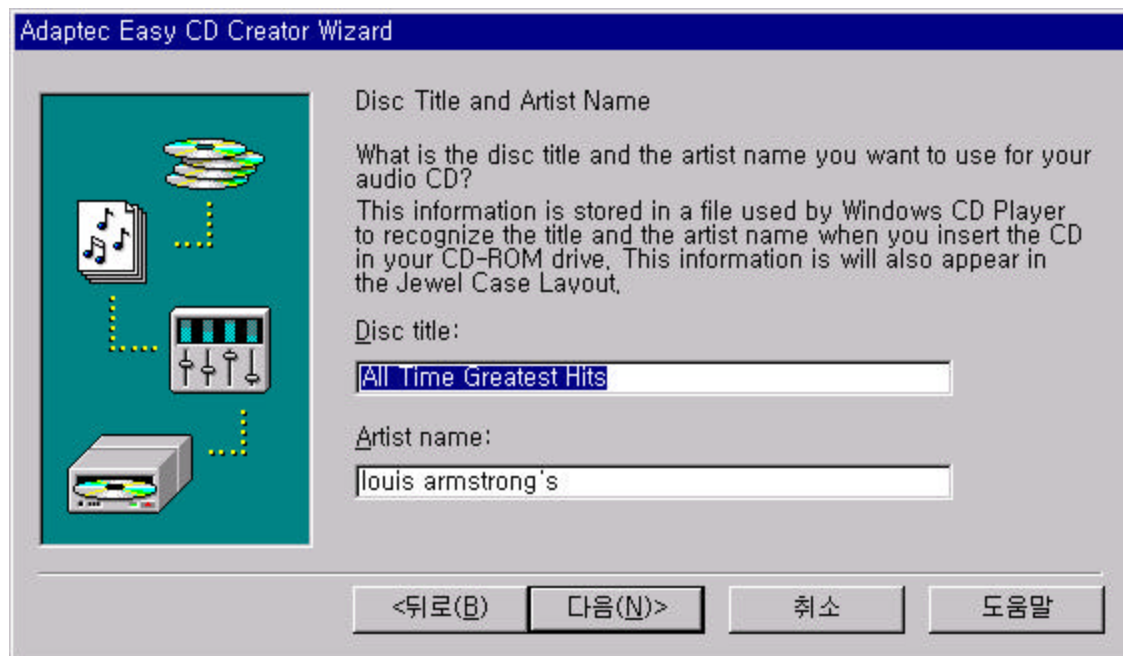 Adaptec Easy CD Creator Wizard
Disc Title and Artist Name
What is the disc title and the artist name you want to use for your
audio CD?
This information is stored in a file used by Windows CD Player
to recognize the title and the artist name when you insert the CD
in your CD-ROM drive, This information is will also appear in
the Jewel Case Layout,
Disc title:
All Time Greatest Hits
Artist name:
louis armstrong's
<뒤로(B) 다음(N)> 취소 도움말